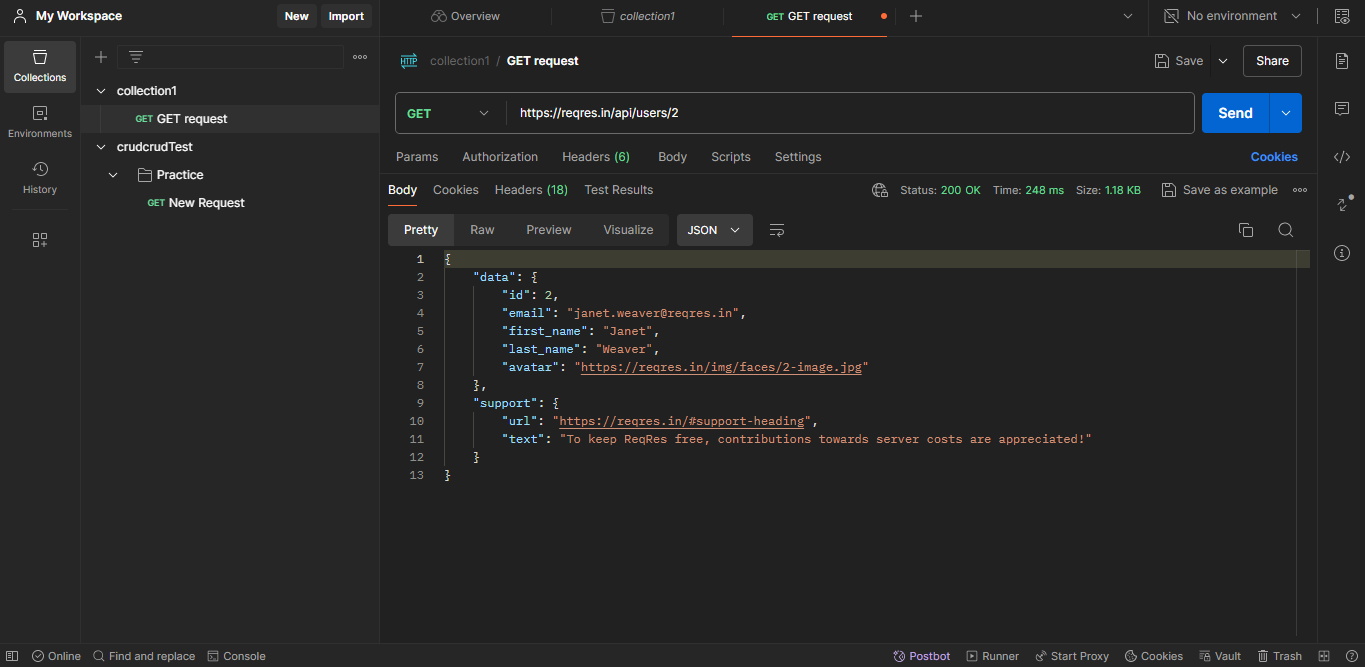 My Workspace New Import Overview collection1 GET GET request No environment
Collections
Environments
History
collection1
GET GET request
crudcrudTest
Practice
GET New Request
HTTP collection1 / GET request Save Share
GET https://reqres.in/api/users/2 Send
Params Authorization Headers (6) Body Scripts Settings Cookies
Body Cookies Headers (18) Test Results Status: 200 OK Time: 248 ms Size: 1.18 KB Save as example
Pretty Raw Preview Visualize JSON
1 {
2 "data": {
3 "id": 2,
4 "email": "janet.weaver@reqres.in",
5 "first_name": "Janet",
6 "last_name": "Weaver",
7 "avatar": "https://reqres.in/img/faces/2-image.jpg"
8 },
9 "support": {
10 "url": "https://reqres.in/#support-heading",
11 "text": "To keep ReqRes free, contributions towards server costs are appreciated!"
12 }
13 }
Online Find and replace Console Postbot Runner Start Proxy Cookies Vault Trash